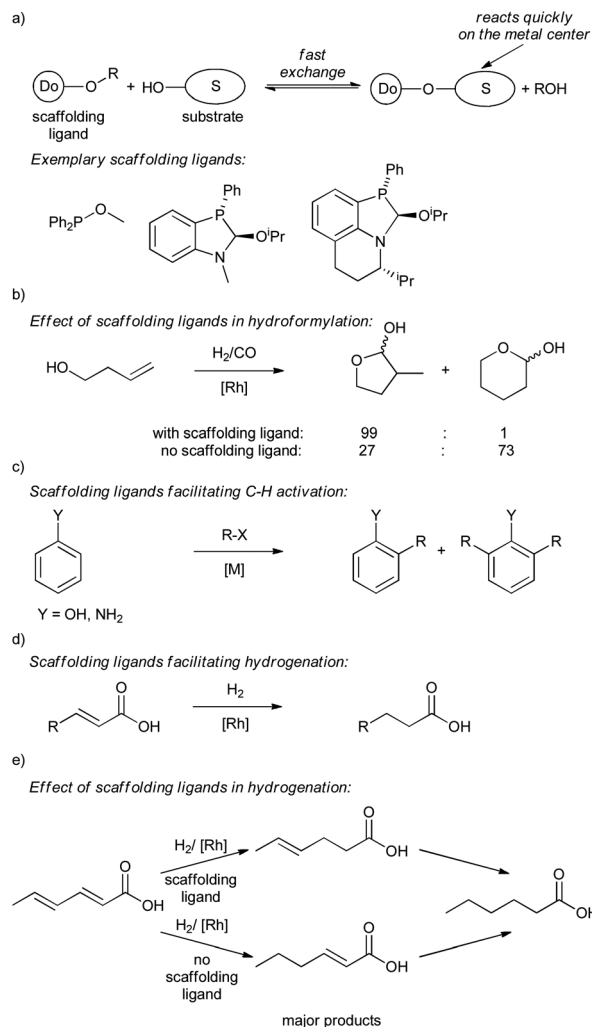 a)
reacts quickly
on the metal center
fast
exchange
Do O R + HO S Do O S + ROH
scaffolding
ligand
substrate
Exemplary scaffolding ligands:
Ph₂P O
Ph
P
OⁱPr
N
Ph
P
OⁱPr
N
ⁱPr
b)
Effect of scaffolding ligands in hydroformylation:
HO
H₂/CO
[Rh]
O
OH
+
O
OH
with scaffolding ligand: 99 : 1
no scaffolding ligand: 27 : 73
c)
Scaffolding ligands facilitating C-H activation:
Y
R-X
[M]
Y
R
+
Y
R
R
Y = OH, NH₂
d)
Scaffolding ligands facilitating hydrogenation:
R
O
OH
H₂
[Rh]
R
O
OH
e)
Effect of scaffolding ligands in hydrogenation:
O
OH
H₂/ [Rh]
scaffolding
ligand
O
OH
H₂/ [Rh]
no
scaffolding
ligand
O
OH
O
OH
major products